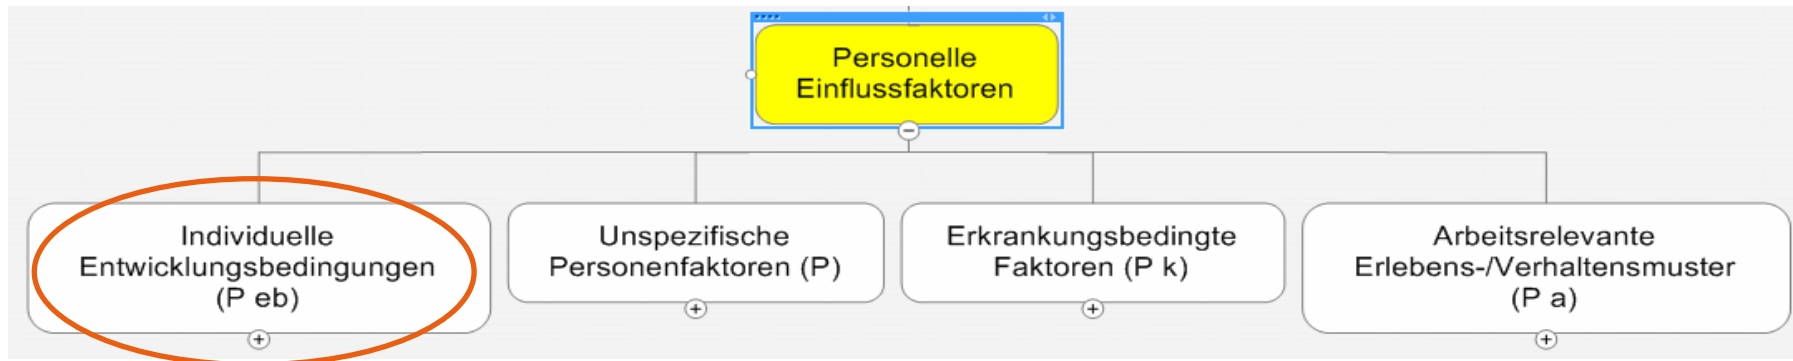 Personelle
Einflussfaktoren
Individuelle
Entwicklungsbedingungen
(P eb)
Unspezifische
Personenfaktoren (P)
Erkrankungsbedingte
Faktoren (P k)
Arbeitsrelevante
Erlebens-/Verhaltensmuster
(P a)